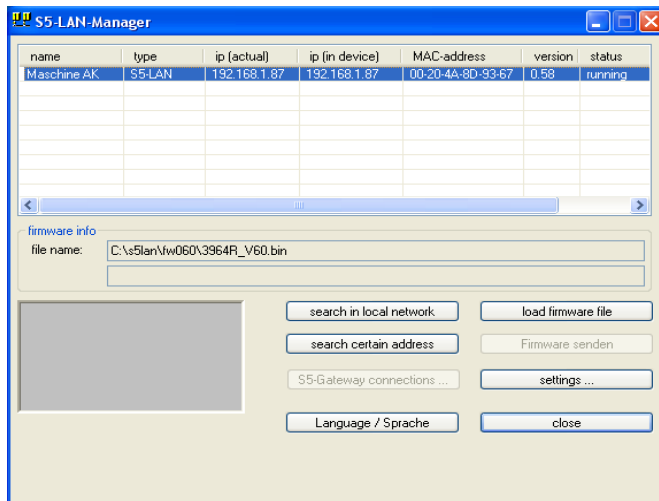 S5-LAN-Manager
name type ip (actual) ip (in device) MAC-address version status
Maschine AK S5-LAN 192.168.1.87 192.168.1.87 00-20-4A-8D-93-67 0.58 running
firmware info
file name: C:\s5lan\fw060\3964R_V60.bin
search in local network load firmware file
search certain address Firmware senden
S5-Gateway connections ... settings ...
Language / Sprache close